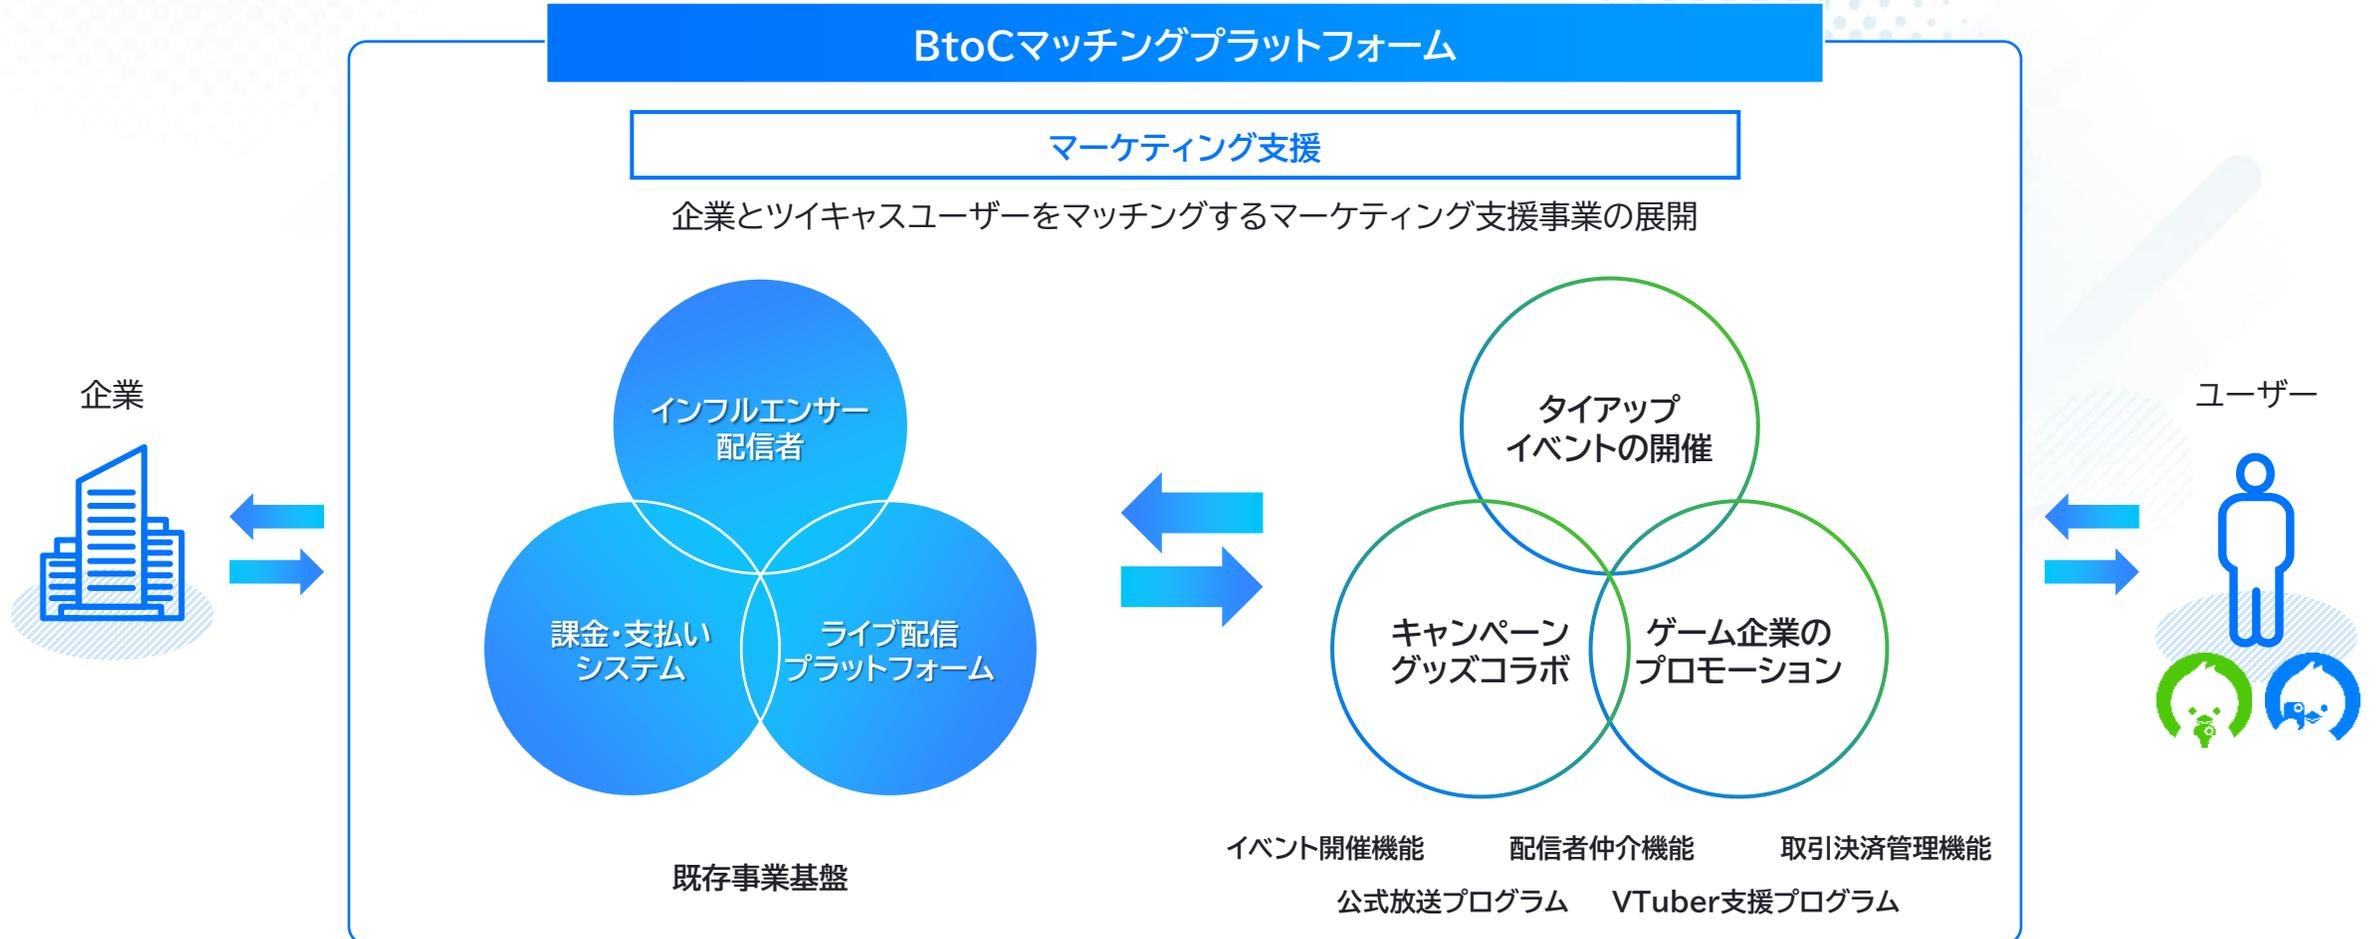 BtoCマッチングプラットフォーム
マーケティング支援
企業とツイキャスユーザーをマッチングするマーケティング支援事業の展開
企業
インフルエンサー
配信者
課金・支払い
システム
ライブ配信
プラットフォーム
既存事業基盤
タイアップ
イベントの開催
キャンペーン
グッズコラボ
ゲーム企業の
プロモーション
イベント開催機能
配信者仲介機能
取引決済管理機能
公式放送プログラム
VTuber支援プログラム
ユーザー